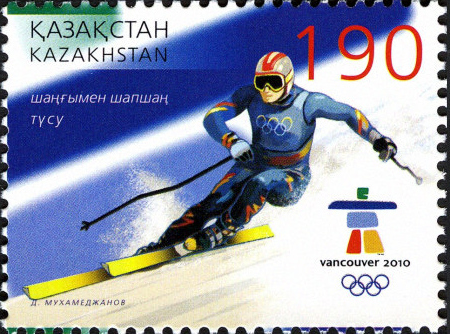 ҚАЗАҚСТАН
KAZAKHSTAN
190
шаңғымен шапшаң
түсу
vancouver 2010
Д. МУХАМЕДЖАНОВ